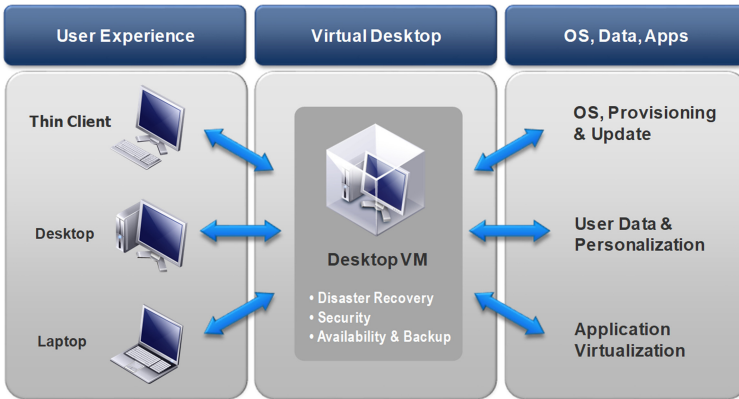 User Experience
Virtual Desktop
OS, Data, Apps
Thin Client
Desktop
Laptop
Desktop VM
• Disaster Recovery
• Security
• Availability & Backup
OS, Provisioning
& Update
User Data &
Personalization
Application
Virtualization